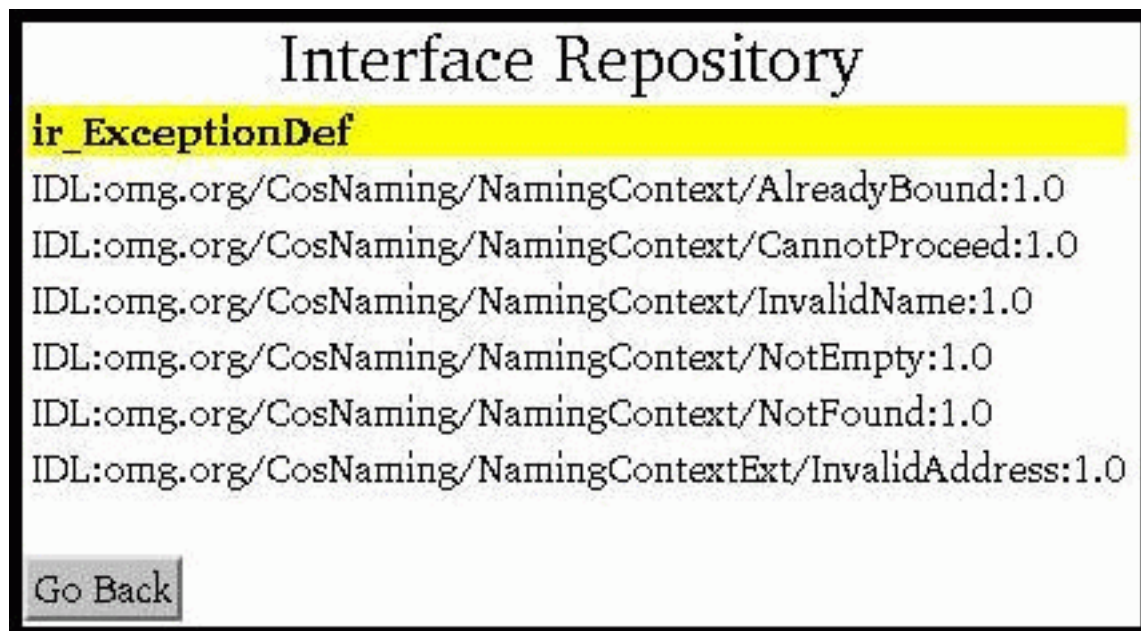 Interface Repository
ir_ExceptionDef
IDL:omg.org/CosNaming/NamingContext/AlreadyBound:1.0
IDL:omg.org/CosNaming/NamingContext/CannotProceed:1.0
IDL:omg.org/CosNaming/NamingContext/InvalidName:1.0
IDL:omg.org/CosNaming/NamingContext/NotEmpty:1.0
IDL:omg.org/CosNaming/NamingContext/NotFound:1.0
IDL:omg.org/CosNaming/NamingContextExt/InvalidAddress:1.0
Go Back